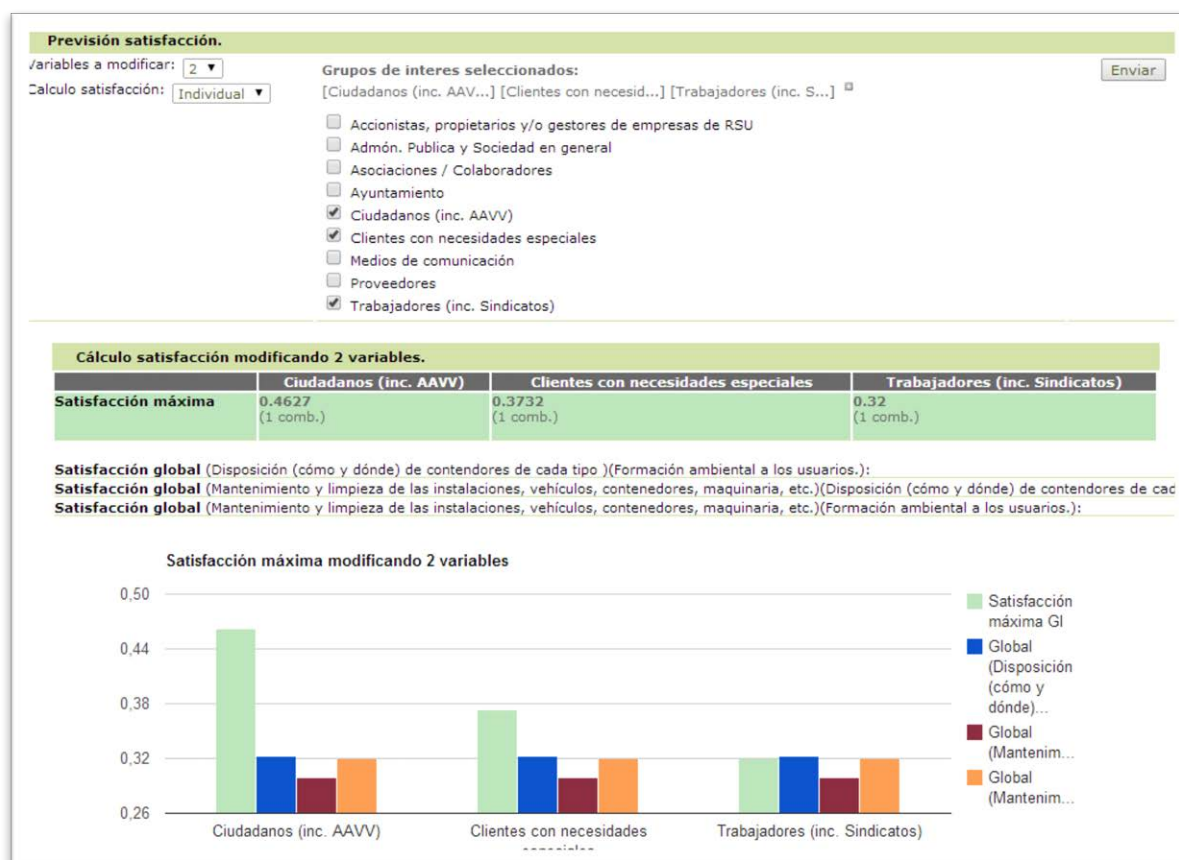 Previsión satisfacción.
Variables a modificar: 2
Calculo satisfacción: Individual
Grupos de interes seleccionados:
[Ciudadanos (inc. AAV...] [Clientes con necesid...] [Trabajadores (inc. S...]
Enviar
Accionistas, propietarios y/o gestores de empresas de RSU
Admón. Publica y Sociedad en general
Asociaciones / Colaboradores
Ayuntamiento
Ciudadanos (inc. AAVV)
Clientes con necesidades especiales
Medios de comunicación
Proveedores
Trabajadores (inc. Sindicatos)
Cálculo satisfacción modificando 2 variables.
Ciudadanos (inc. AAVV) Clientes con necesidades especiales Trabajadores (inc. Sindicatos)
Satisfacción máxima 0.4627 0.3732 0.32
(1 comb.) (1 comb.) (1 comb.)
Satisfacción global (Disposición (cómo y dónde) de contendores de cada tipo )(Formación ambiental a los usuarios.):
Satisfacción global (Mantenimiento y limpieza de las instalaciones, vehículos, contenedores, maquinaria, etc.)(Disposición (cómo y dónde) de contendores de cad
Satisfacción global (Mantenimiento y limpieza de las instalaciones, vehículos, contenedores, maquinaria, etc.)(Formación ambiental a los usuarios.):
Satisfacción máxima modificando 2 variables
0,50
0,44
0,38
0,32
0,26
Ciudadanos (inc. AAVV)
Clientes con necesidades
Trabajadores (inc. Sindicatos)
Satisfacción
máxima GI
Global
(Disposición
(cómo y
dónde)...
Global
(Mantenim...
Global
(Mantenim...